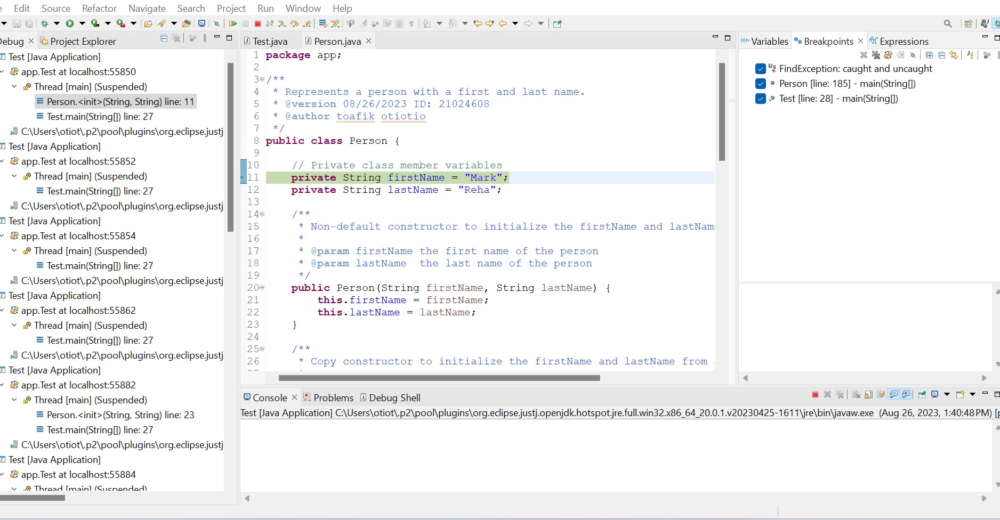 Edit Source Refactor Navigate Search Project Run Window Help
Debug Project Explorer
Test [Java Application]
app.Test at localhost:55850
Thread [main] (Suspended)
Person.<init>(String, String) line: 11
Test.main(String[]) line: 27
C:\Users\otiot\.p2\pool\plugins\org.eclipse.justj
Test [Java Application]
app.Test at localhost:55852
Thread [main] (Suspended)
Test.main(String[]) line: 27
C:\Users\otiot\.p2\pool\plugins\org.eclipse.justj
Test [Java Application]
app.Test at localhost:55854
Thread [main] (Suspended)
Test.main(String[]) line: 27
C:\Users\otiot\.p2\pool\plugins\org.eclipse.justj
Test [Java Application]
app.Test at localhost:55862
Thread [main] (Suspended)
Test.main(String[]) line: 27
C:\Users\otiot\.p2\pool\plugins\org.eclipse.justj
Test [Java Application]
app.Test at localhost:55882
Thread [main] (Suspended)
Person.<init>(String, String) line: 23
Test.main(String[]) line: 27
C:\Users\otiot\.p2\pool\plugins\org.eclipse.justj
Test [Java Application]
app.Test at localhost:55884
Thread [main] (Suspended)
Test.java Person.java
1 package app;
2
3 /**
4 * Represents a person with a first and last name.
5 * @version 08/26/2023 ID: 21024608
6 * @author toafik otiotio
7 */
8 public class Person {
9
10 // Private class member variables
11 private String firstName = "Mark";
12 private String lastName = "Reha";
13
14 /**
15 * Non-default constructor to initialize the firstName and lastNam
16 *
17 * @param firstName the first name of the person
18 * @param lastName  the last name of the person
19 */
20 public Person(String firstName, String lastName) {
21 this.firstName = firstName;
22 this.lastName = lastName;
23 }
24
25 /**
26 * Copy constructor to initialize the firstName and lastName from
Variables Breakpoints Expressions
FindException: caught and uncaught
Person [line: 185] - main(String[])
Test [line: 28] - main(String[])
Console Problems Debug Shell
Test [Java Application] C:\Users\otiot\.p2\pool\plugins\org.eclipse.justj.openjdk.hotspot.jre.full.win32.x86_64_20.0.1.v20230425-1611\jre\bin\javaw.exe (Aug 26, 2023, 1:40:48 PM) [p